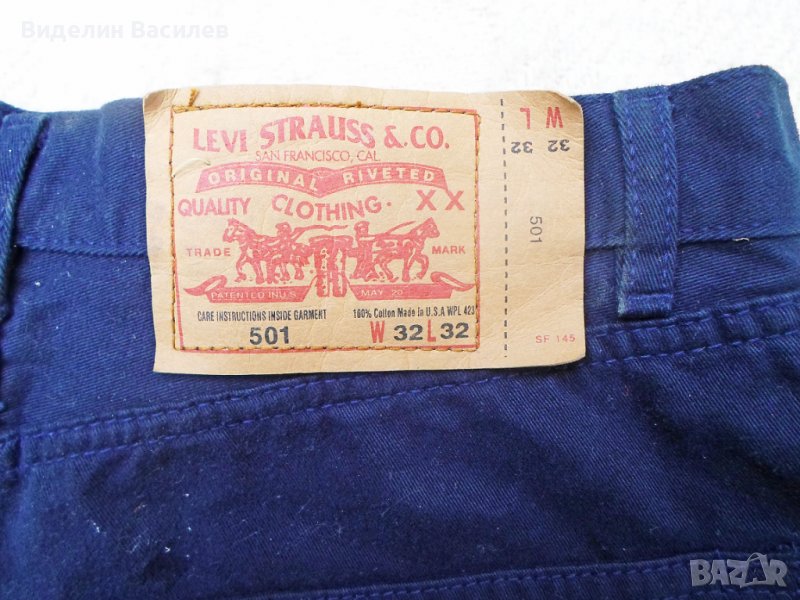 Виделин Василев
LEVI STRAUSS & CO.
SAN FRANCISCO, CAL.
ORIGINAL RIVETED
QUALITY CLOTHING. XX
TRADE MARK
PATENTED IN U.S. MAY 20
CARE INSTRUCTIONS INSIDE GARMENT 100% Cotton Made in U.S.A WPL 423
501 W 32 L 32
W L
32 32
501
SF 145
BAZAR